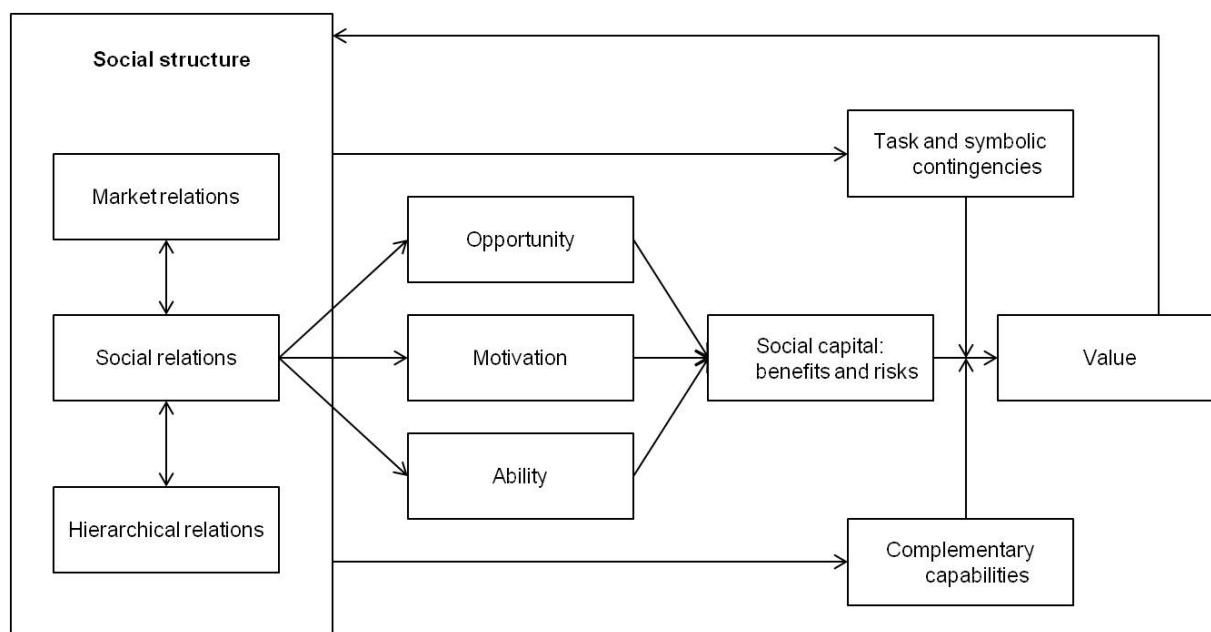 Social structure
Market relations
Social relations
Hierarchical relations
Opportunity
Motivation
Ability
Social capital:
benefits and risks
Task and symbolic
contingencies
Complementary
capabilities
Value